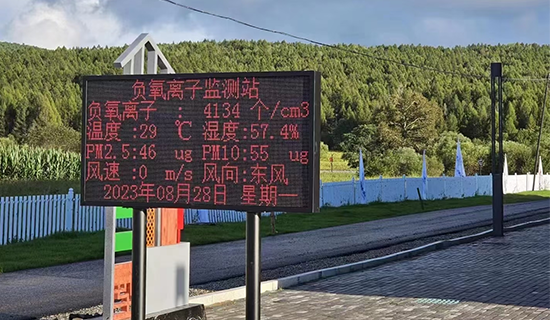 负氧离子监测站
负氧离子 : 4134 个/cm3
温度:29 ℃ 湿度:57.4%
PM2.5:46 ug PM10:55 ug
风速 :0 m/s 风向:东风
2023年08月28日 星期一